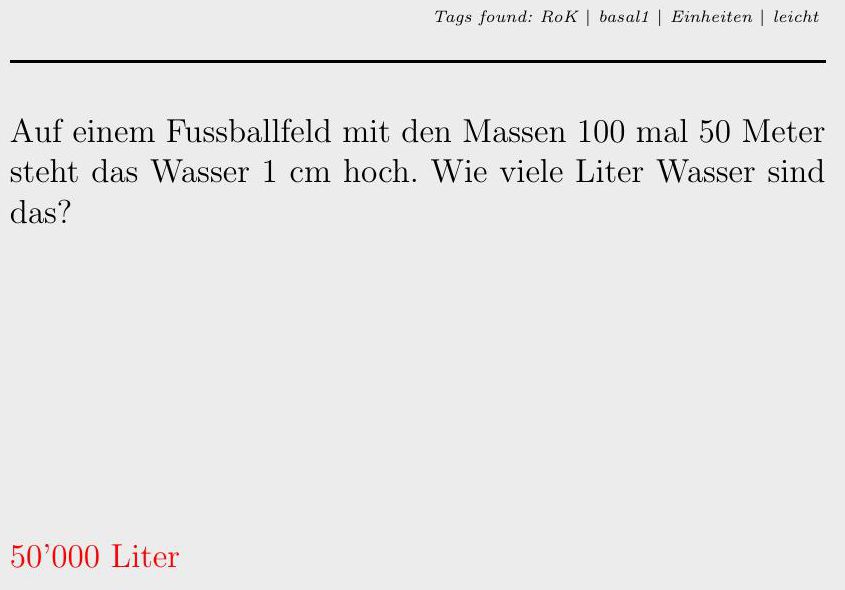 Tags found: RoK | basal1 | Einheiten | leicht
Auf einem Fussballfeld mit den Massen 100 mal 50 Meter
steht das Wasser 1 cm hoch. Wie viele Liter Wasser sind
das?
50'000 Liter